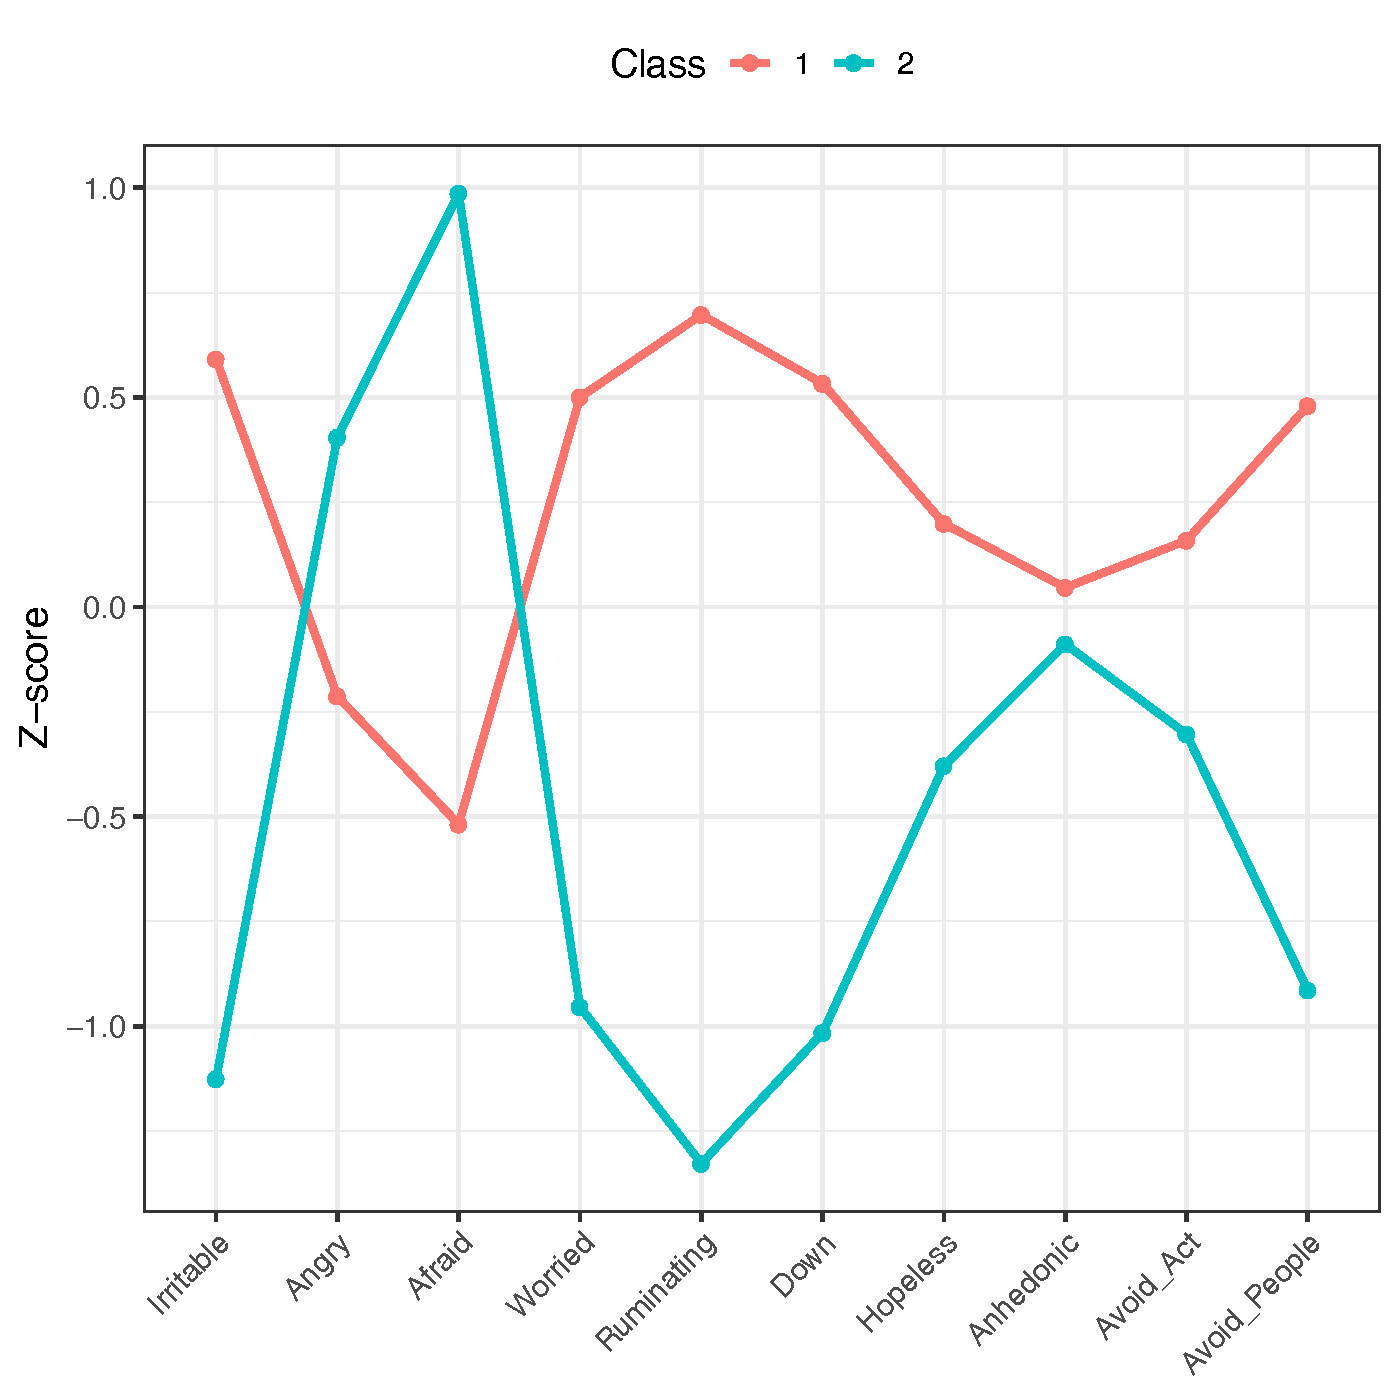 Class 1 2
Z−score
1.0
0.5
0.0
−0.5
−1.0
Irritable
Angry
Afraid
Worried
Ruminating
Down
Hopeless
Anhedonic
Avoid_Act
Avoid_People